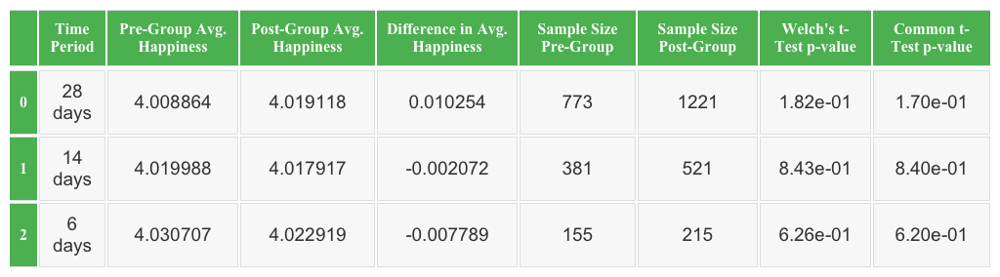 Time Period Pre-Group Avg. Happiness Post-Group Avg. Happiness Difference in Avg. Happiness Sample Size Pre-Group Sample Size Post-Group Welch's t-Test p-value Common t-Test p-value
0 28 days 4.008864 4.019118 0.010254 773 1221 1.82e-01 1.70e-01
1 14 days 4.019988 4.017917 -0.002072 381 521 8.43e-01 8.40e-01
2 6 days 4.030707 4.022919 -0.007789 155 215 6.26e-01 6.20e-01